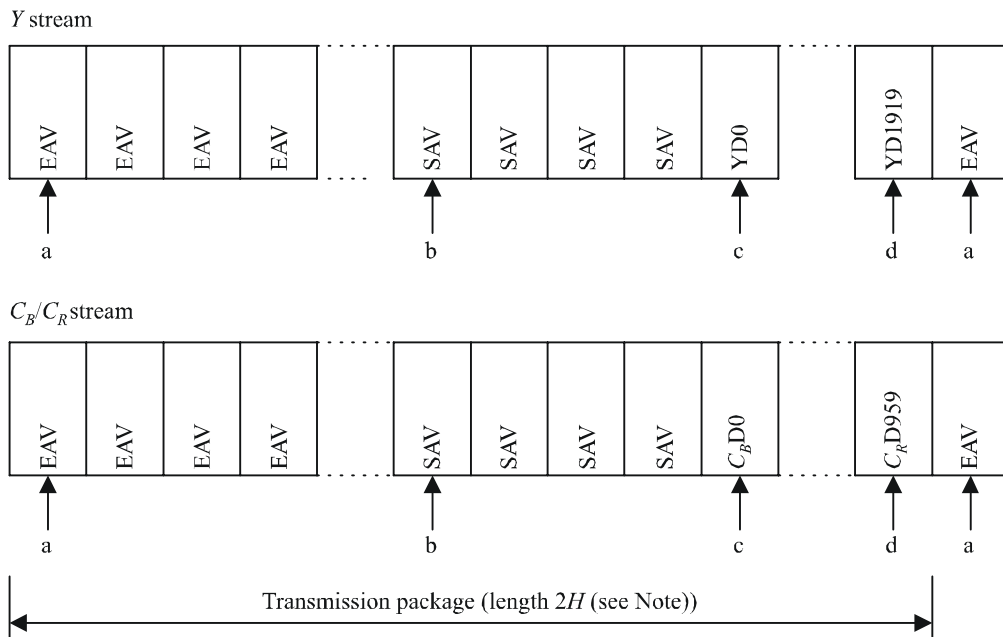 Y stream
EAV EAV EAV EAV SAV SAV SAV SAV YD0 YD1919 EAV
a b c d a
C_B/C_R stream
EAV EAV EAV EAV SAV SAV SAV SAV C_BD0 C_RD959 EAV
a b c d a
Transmission package (length 2H (see Note))